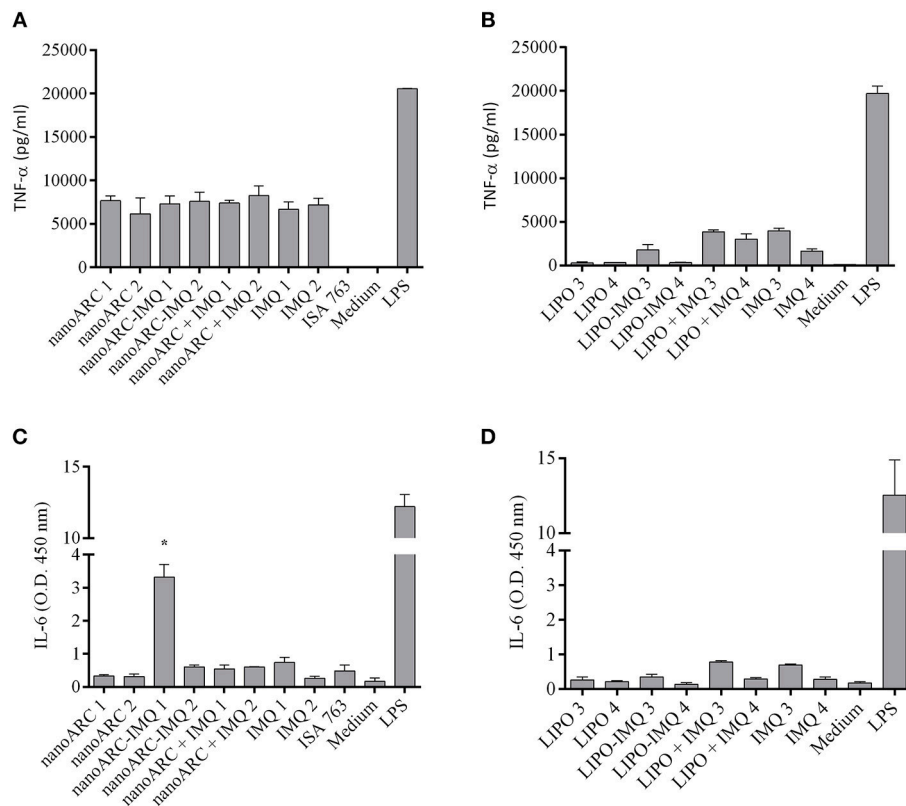 A
TNF-α (pg/ml)
25000
20000
15000
10000
5000
0
nanoARC 1
nanoARC 2
nanoARC-IMQ 1
nanoARC-IMQ 2
nanoARC + IMQ 1
nanoARC + IMQ 2
IMQ 1
IMQ 2
ISA 763
Medium
LPS
B
TNF-α (pg/ml)
25000
20000
15000
10000
5000
0
LIPO 3
LIPO 4
LIPO-IMQ 3
LIPO-IMQ 4
LIPO + IMQ 3
LIPO + IMQ 4
IMQ 3
IMQ 4
Medium
LPS
C
IL-6 (O.D. 450 nm)
15
10
4
3
2
1
0
*
nanoARC 1
nanoARC 2
nanoARC-IMQ 1
nanoARC-IMQ 2
nanoARC + IMQ 1
nanoARC + IMQ 2
IMQ 1
IMQ 2
ISA 763
Medium
LPS
D
IL-6 (O.D. 450 nm)
15
10
4
3
2
1
0
LIPO 3
LIPO 4
LIPO-IMQ 3
LIPO-IMQ 4
LIPO + IMQ 3
LIPO + IMQ 4
IMQ 3
IMQ 4
Medium
LPS